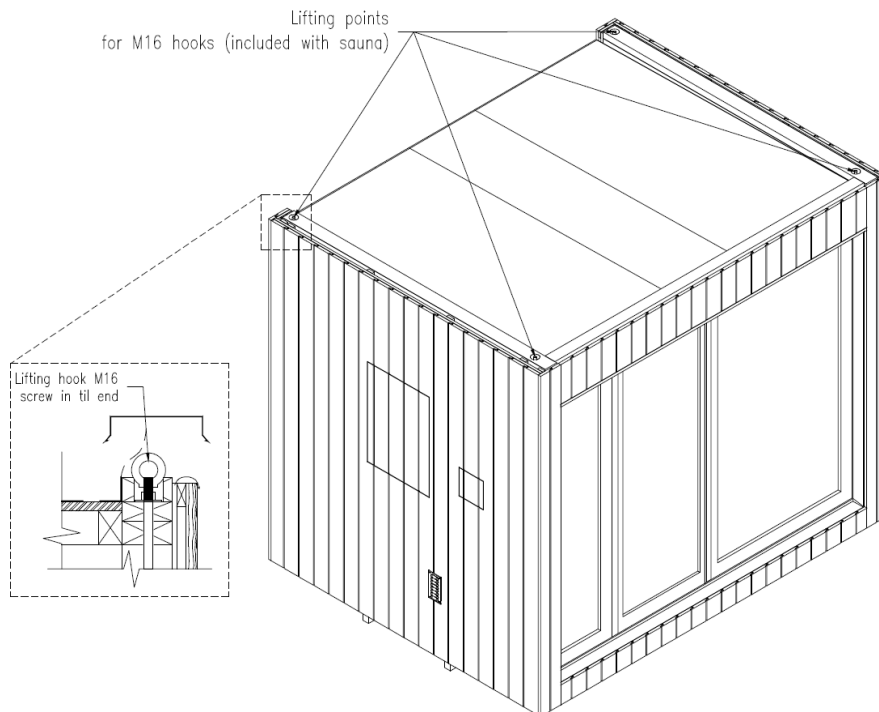 Lifting points
for M16 hooks (included with sauna)
Lifting hook M16
screw in til end